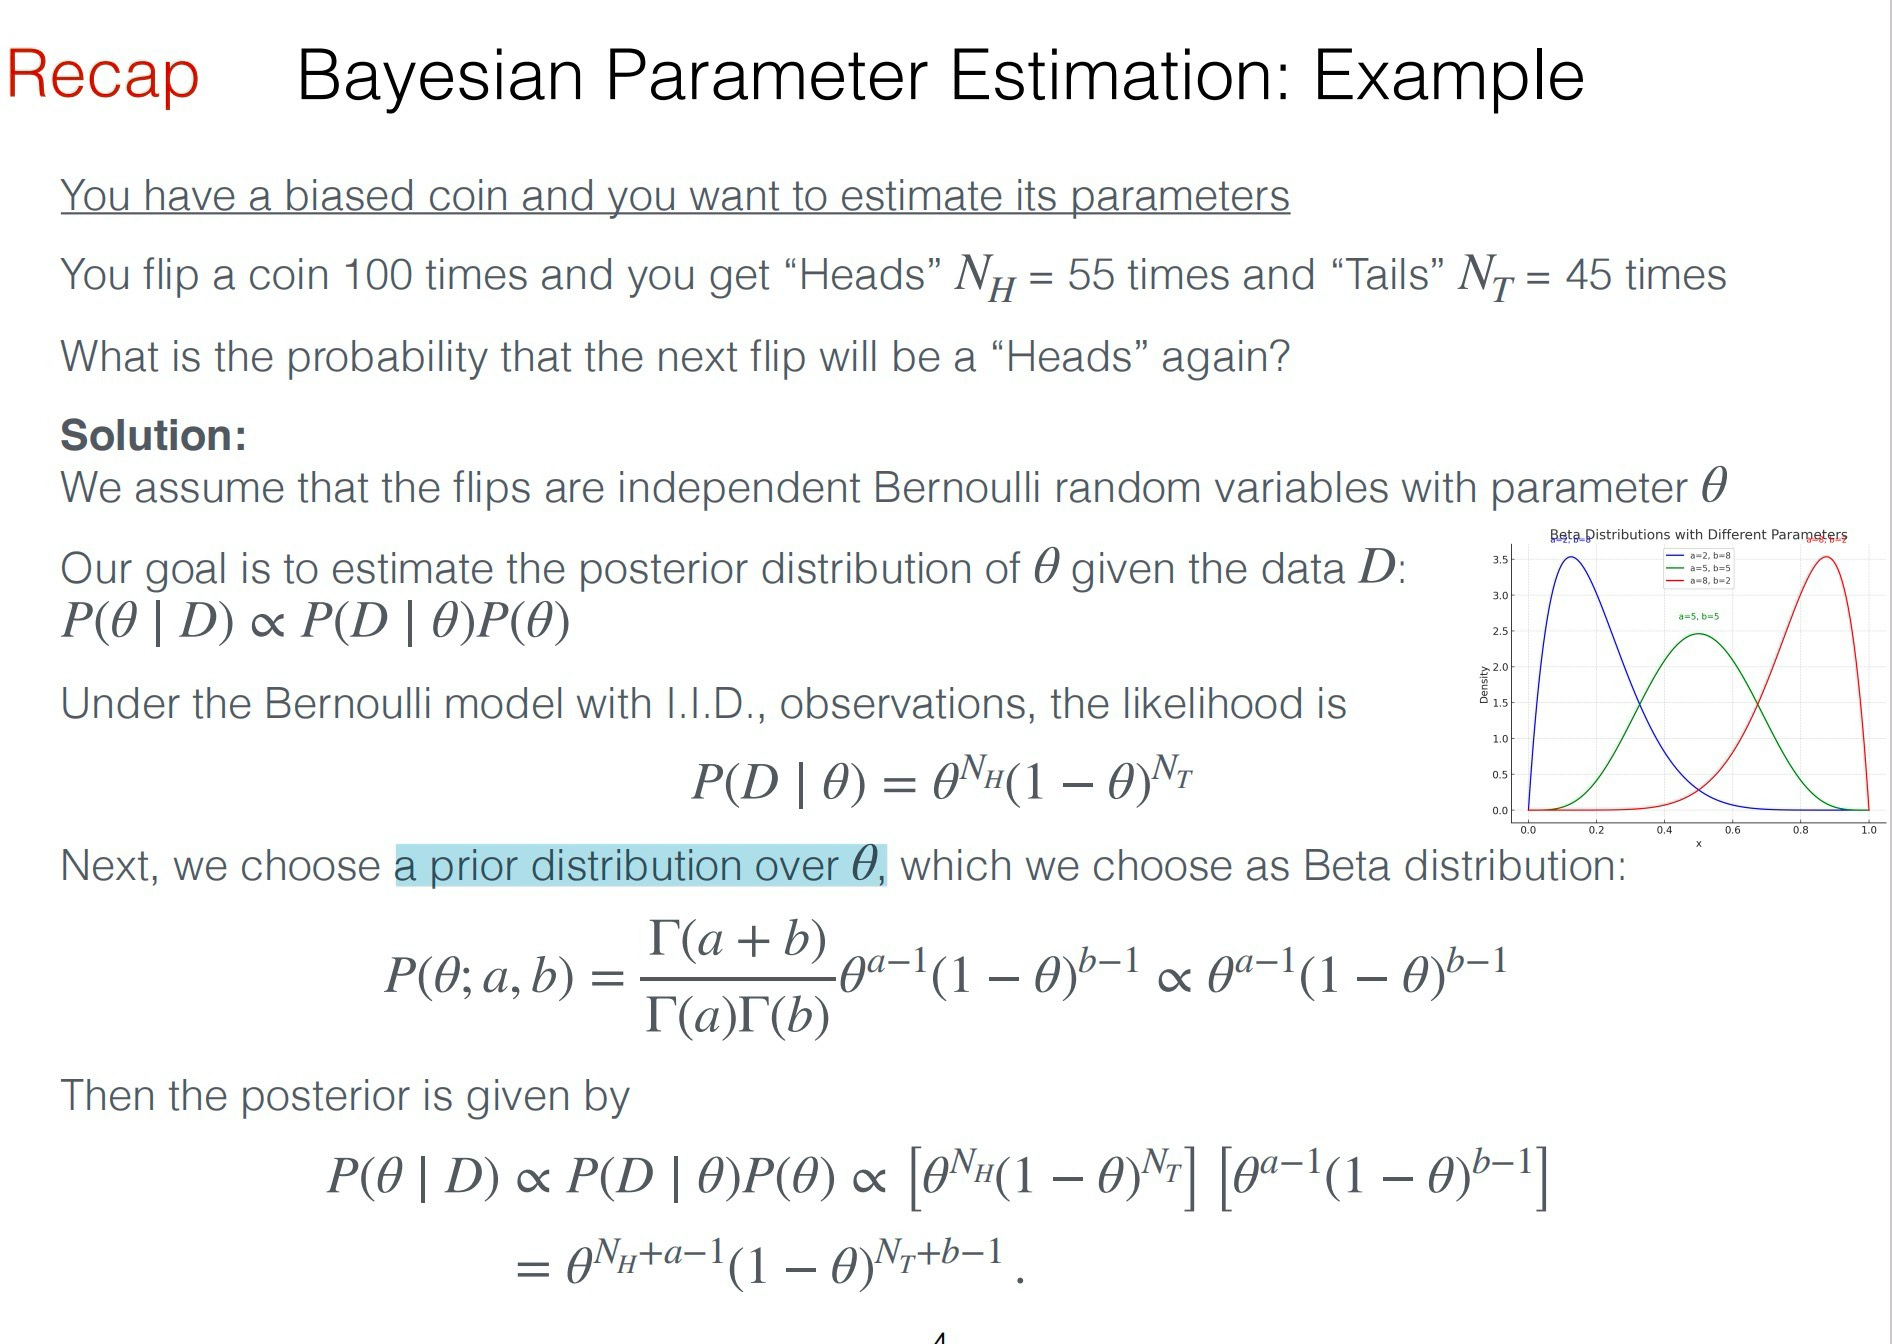 Recap Bayesian Parameter Estimation: Example
You have a biased coin and you want to estimate its parameters
You flip a coin 100 times and you get “Heads” N_H = 55 times and “Tails” N_T = 45 times
What is the probability that the next flip will be a “Heads” again?
Solution:
We assume that the flips are independent Bernoulli random variables with parameter θ
Our goal is to estimate the posterior distribution of θ given the data D:
P(θ | D) ∝ P(D | θ)P(θ)
Under the Bernoulli model with I.I.D., observations, the likelihood is
P(D | θ) = θ^{N_H}(1 − θ)^{N_T}
Beta Distributions with Different Parameters
a=2, b=8
a=8, b=2
a=2, b=8
a=5, b=5
a=8, b=2
a=5, b=5
Density
3.5
3.0
2.5
2.0
1.5
1.0
0.5
0.0
0.0 0.2 0.4 0.6 0.8 1.0
x
Next, we choose a prior distribution over θ, which we choose as Beta distribution:
P(θ; a, b) = \frac{Γ(a + b)}{Γ(a)Γ(b)} θ^{a−1}(1 − θ)^{b−1} ∝ θ^{a−1}(1 − θ)^{b−1}
Then the posterior is given by
P(θ | D) ∝ P(D | θ)P(θ) ∝ [θ^{N_H}(1 − θ)^{N_T}] [θ^{a−1}(1 − θ)^{b−1}]
= θ^{N_H+a−1}(1 − θ)^{N_T+b−1} .
4